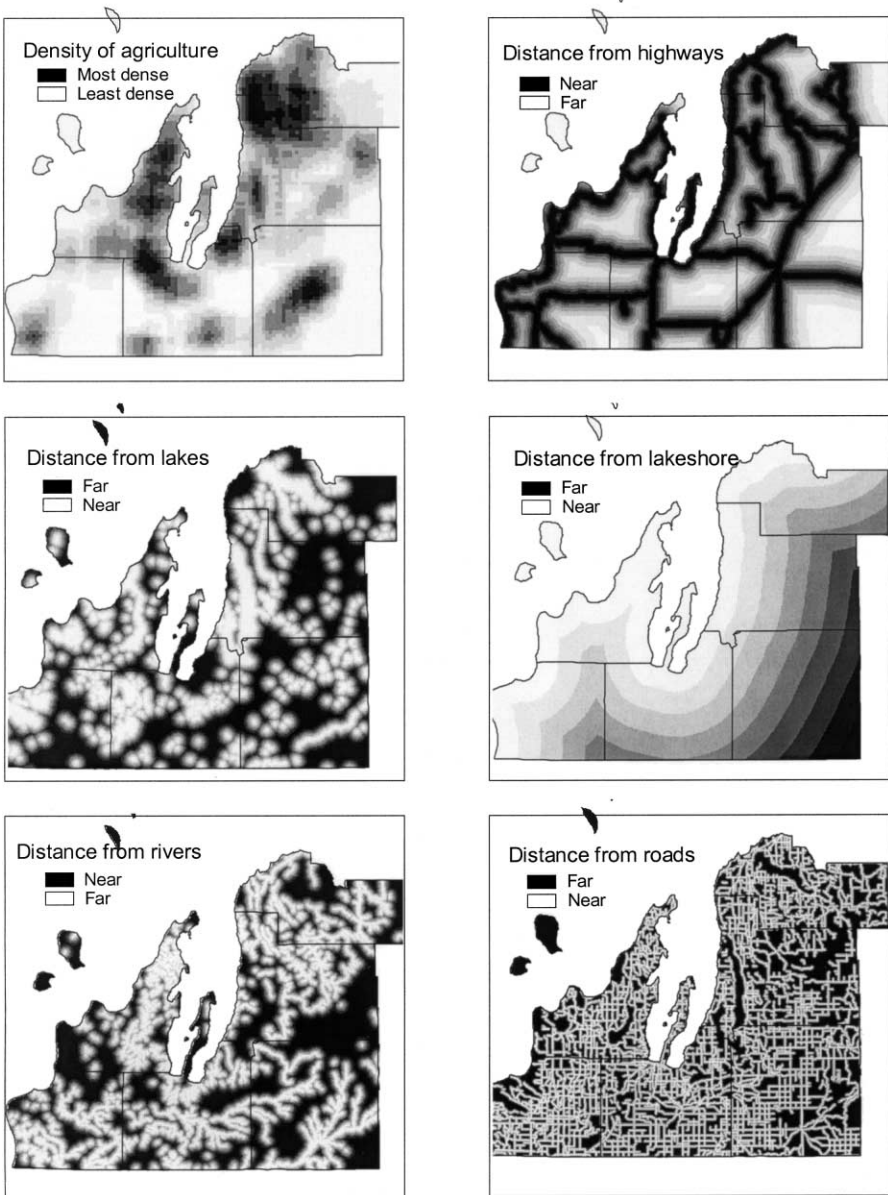 Density of agriculture
Most dense
Least dense
Distance from highways
Near
Far
Distance from lakes
Far
Near
Distance from lakeshore
Far
Near
Distance from rivers
Near
Far
Distance from roads
Far
Near